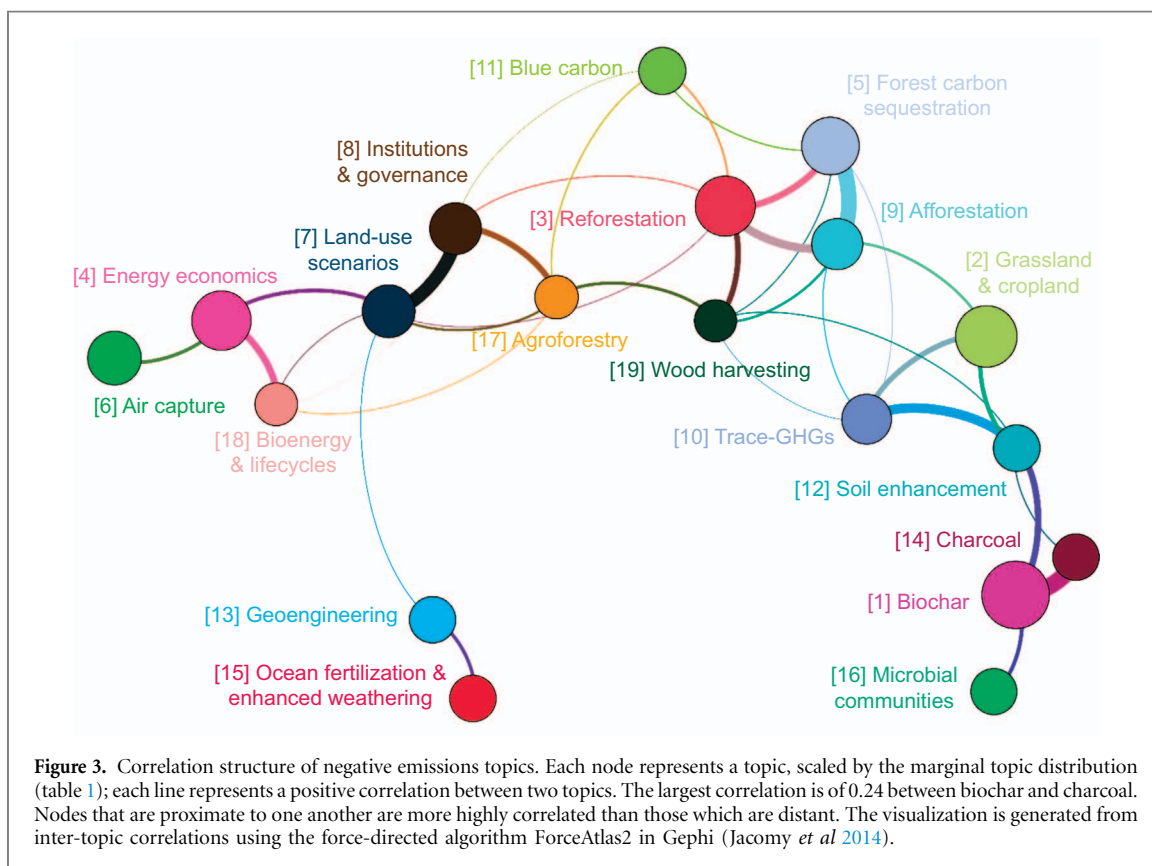 [11] Blue carbon
[5] Forest carbon
sequestration
[8] Institutions
& governance
[3] Reforestation
[9] Afforestation
[7] Land-use
scenarios
[2] Grassland
& cropland
[4] Energy economics
[17] Agroforestry
[19] Wood harvesting
[6] Air capture
[18] Bioenergy
& lifecycles
[10] Trace-GHGs
[12] Soil enhancement
[14] Charcoal
[1] Biochar
[13] Geoengineering
[15] Ocean fertilization &
enhanced weathering
[16] Microbial
communities
Figure 3. Correlation structure of negative emissions topics. Each node represents a topic, scaled by the marginal topic distribution
(table 1); each line represents a positive correlation between two topics. The largest correlation is of 0.24 between biochar and charcoal.
Nodes that are proximate to one another are more highly correlated than those which are distant. The visualization is generated from
inter-topic correlations using the force-directed algorithm ForceAtlas2 in Gephi (Jacomy et al 2014).